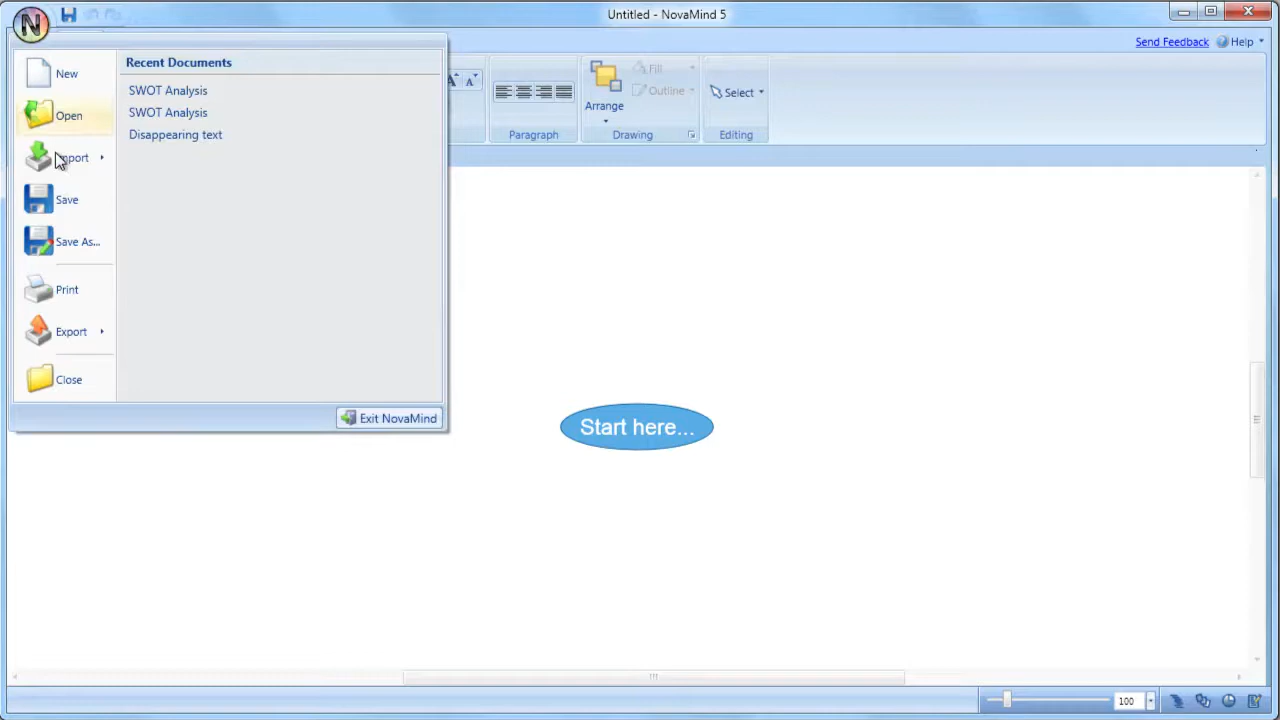 Untitled - NovaMind 5
Send Feedback
Help
N
New
Open
Import
Save
Save As...
Print
Export
Close
Recent Documents
SWOT Analysis
SWOT Analysis
Disappearing text
Exit NovaMind
A A
Paragraph
Arrange
Fill
Outline
Drawing
Select
Editing
Start here...
100